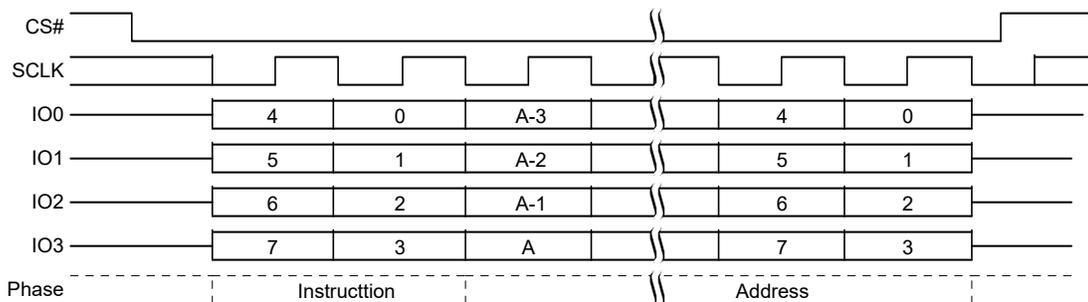 CS#
SCLK
IO0 4 0 A-3 4 0
IO1 5 1 A-2 5 1
IO2 6 2 A-1 6 2
IO3 7 3 A 7 3
Phase Instructtion Address